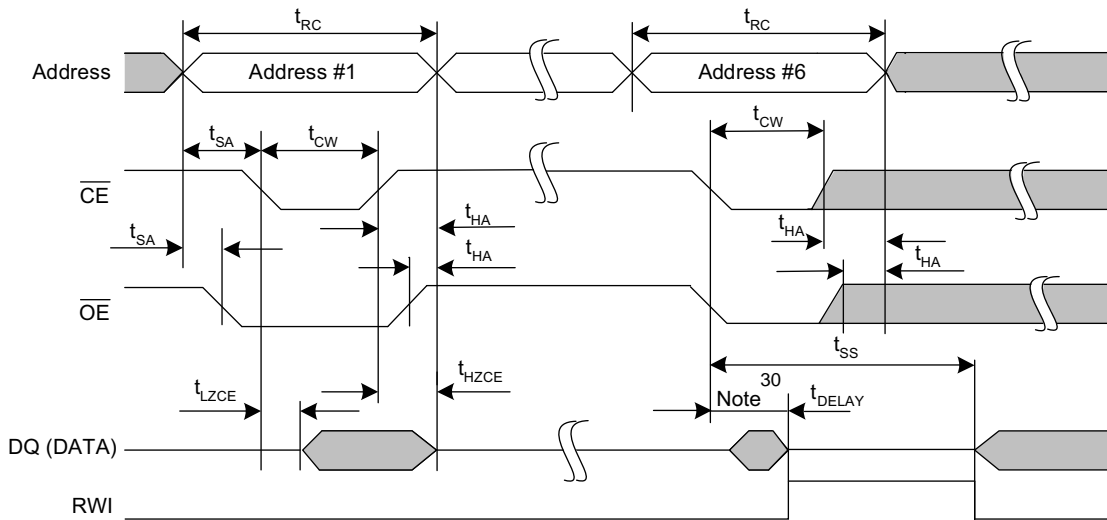 tRC
tRC
Address
Address #1
Address #6
tSA
tCW
tCW
CE
tSA
tHA
tHA
tHA
tHA
OE
tSS
tLZCE
tHZCE
Note 30
tDELAY
DQ (DATA)
RWI